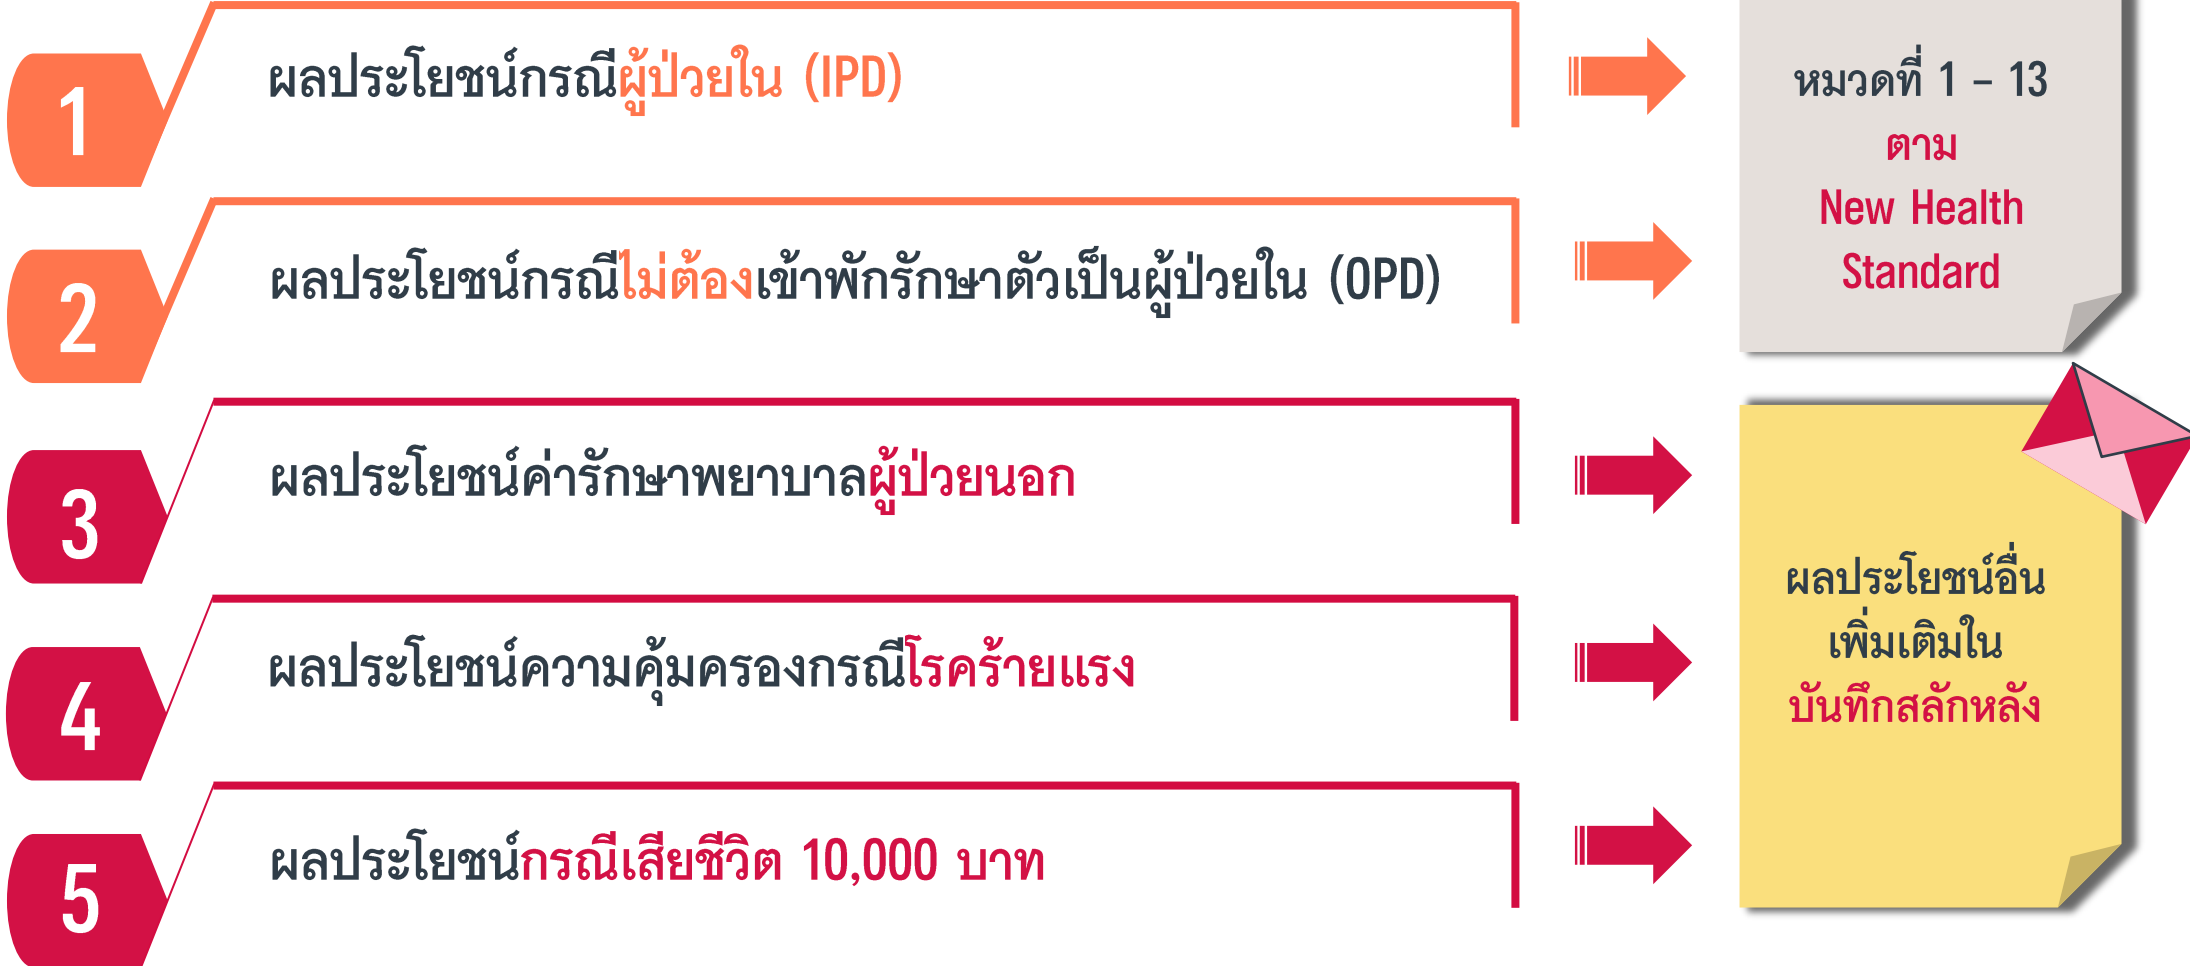 1
ผลประโยชน์กรณีผู้ป่วยใน (IPD)
2
ผลประโยชน์กรณีไม่ต้องเข้าพักรักษาตัวเป็นผู้ป่วยใน (OPD)
3
ผลประโยชน์ค่ารักษาพยาบาลผู้ป่วยนอก
4
ผลประโยชน์ความคุ้มครองกรณีโรคร้ายแรง
5
ผลประโยชน์กรณีเสียชีวิต 10,000 บาท
หมวดที่ 1 – 13
ตาม
New Health
Standard
ผลประโยชน์อื่น
เพิ่มเติมใน
บันทึกสลักหลัง